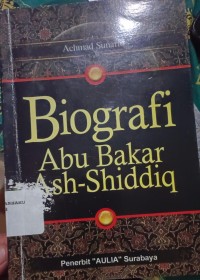 Achmad
Biografi
Abu Bakar
Ash-Shiddiq
Penerbit "AULIA" Surabaya